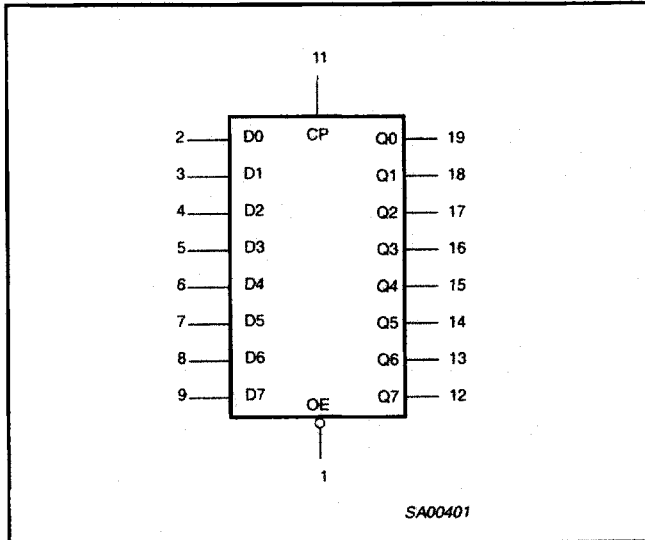 11
2 D0 CP Q0 19
3 D1 Q1 18
4 D2 Q2 17
5 D3 Q3 16
6 D4 Q4 15
7 D5 Q5 14
8 D6 Q6 13
9 D7 Q7 12
OE
1
SA00401